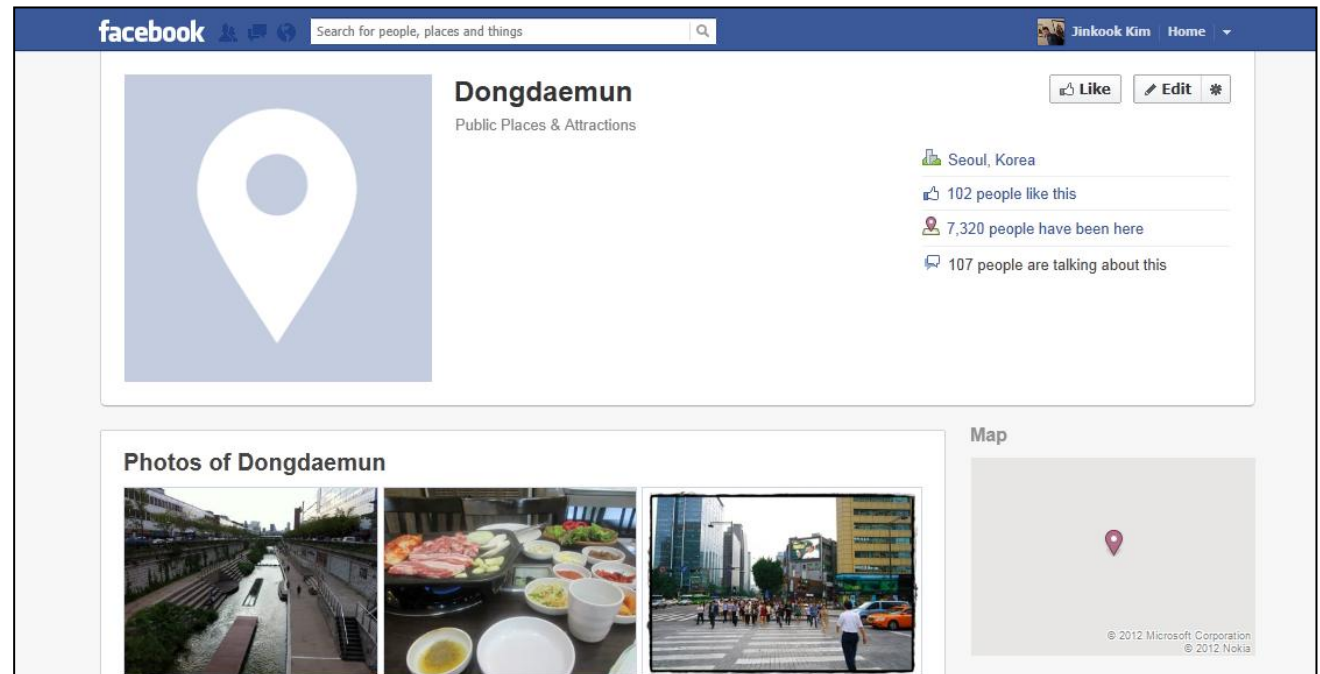 facebook
Search for people, places and things
Jinkook Kim
Home
Dongdaemun
Public Places & Attractions
Like
Edit
Seoul, Korea
102 people like this
7,320 people have been here
107 people are talking about this
Photos of Dongdaemun
Map
© 2012 Microsoft Corporation
© 2012 Nokia